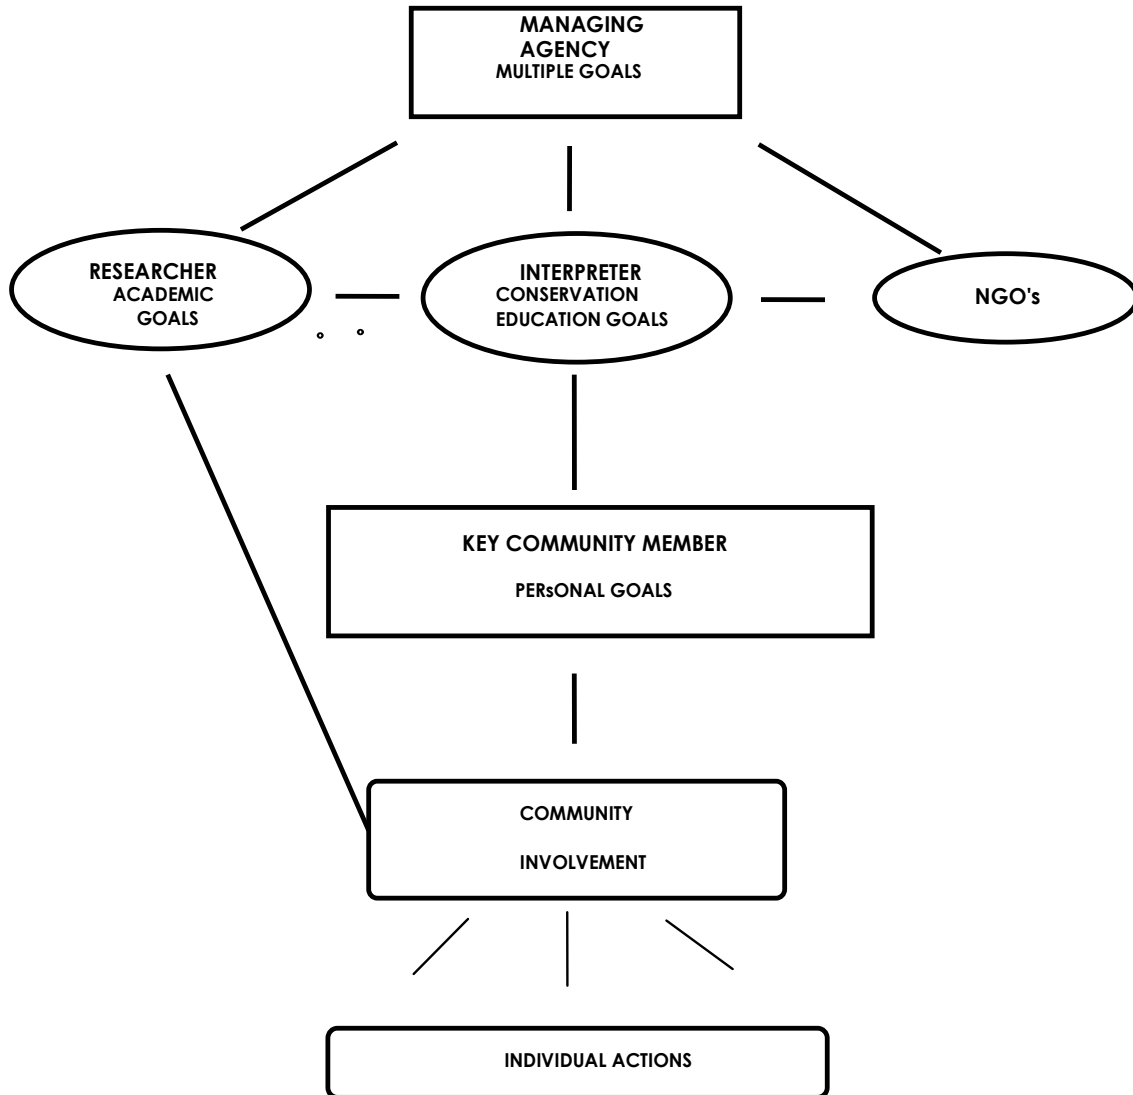 MANAGING
AGENCY
MULTIPLE GOALS
RESEARCHER
ACADEMIC
GOALS
INTERPRETER
CONSERVATION
EDUCATION GOALS
NGO's
KEY COMMUNITY MEMBER
PERsONAL GOALS
COMMUNITY
INVOLVEMENT
INDIVIDUAL ACTIONS